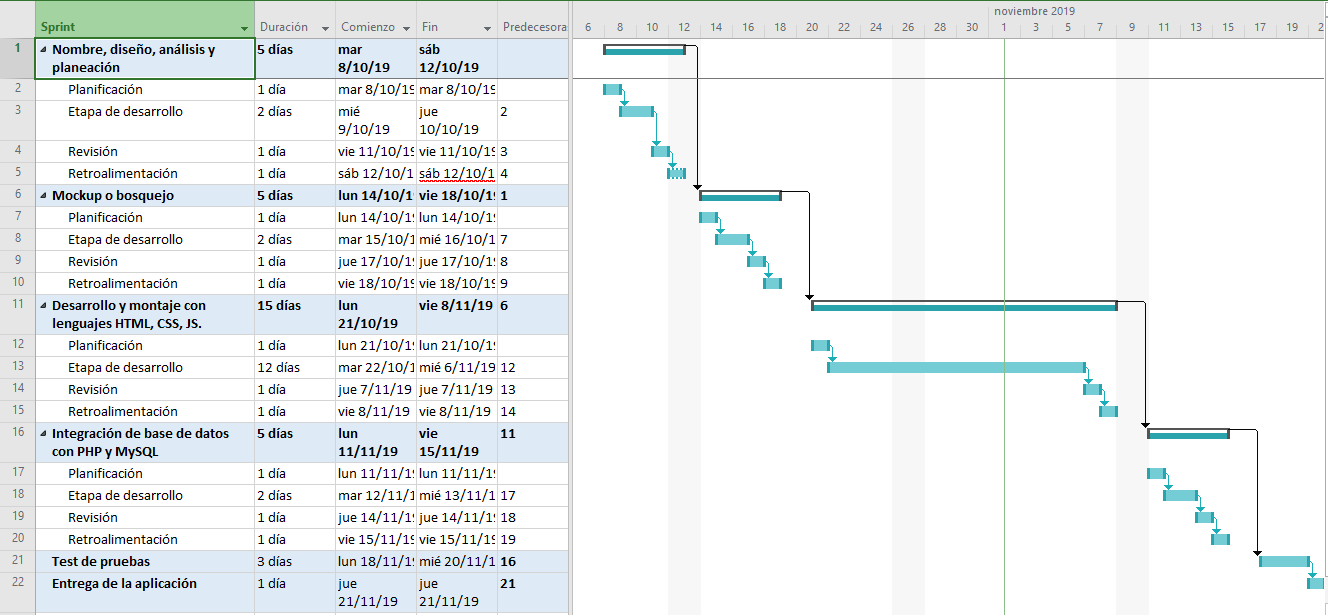 noviembre 2019
Sprint Duración Comienzo Fin Predecesora 6 8 10 12 14 16 18 20 22 24 26 28 30 1 3 5 7 9 11 13 15 17 19 2
1 Nombre, diseño, análisis y 5 días mar sáb
planeación 8/10/19 12/10/19
2 Planificación 1 día mar 8/10/19 mar 8/10/19
3 Etapa de desarrollo 2 días mié jue 2
9/10/19 10/10/19
4 Revisión 1 día vie 11/10/19 vie 11/10/19 3
5 Retroalimentación 1 día sáb 12/10/1 sáb 12/10/1 4
6 Mockup o bosquejo 5 días lun 14/10/1 vie 18/10/19 1
7 Planificación 1 día lun 14/10/19 lun 14/10/19
8 Etapa de desarrollo 2 días mar 15/10/1 mié 16/10/1 7
9 Revisión 1 día jue 17/10/19 jue 17/10/19 8
10 Retroalimentación 1 día vie 18/10/19 vie 18/10/19 9
11 Desarrollo y montaje con 15 días lun vie 8/11/19 6
lenguajes HTML, CSS, JS. 21/10/19
12 Planificación 1 día lun 21/10/19 lun 21/10/19
13 Etapa de desarrollo 12 días mar 22/10/1 mié 6/11/19 12
14 Revisión 1 día jue 7/11/19 jue 7/11/19 13
15 Retroalimentación 1 día vie 8/11/19 vie 8/11/19 14
16 Integración de base de datos 5 días lun vie 11
con PHP y MySQL 11/11/19 15/11/19
17 Planificación 1 día lun 11/11/19 lun 11/11/19
18 Etapa de desarrollo 2 días mar 12/11/1 mié 13/11/1 17
19 Revisión 1 día jue 14/11/19 jue 14/11/19 18
20 Retroalimentación 1 día vie 15/11/19 vie 15/11/19 19
21 Test de pruebas 3 días lun 18/11/19 mié 20/11/1 16
22 Entrega de la aplicación 1 día jue jue 21
21/11/19 21/11/19